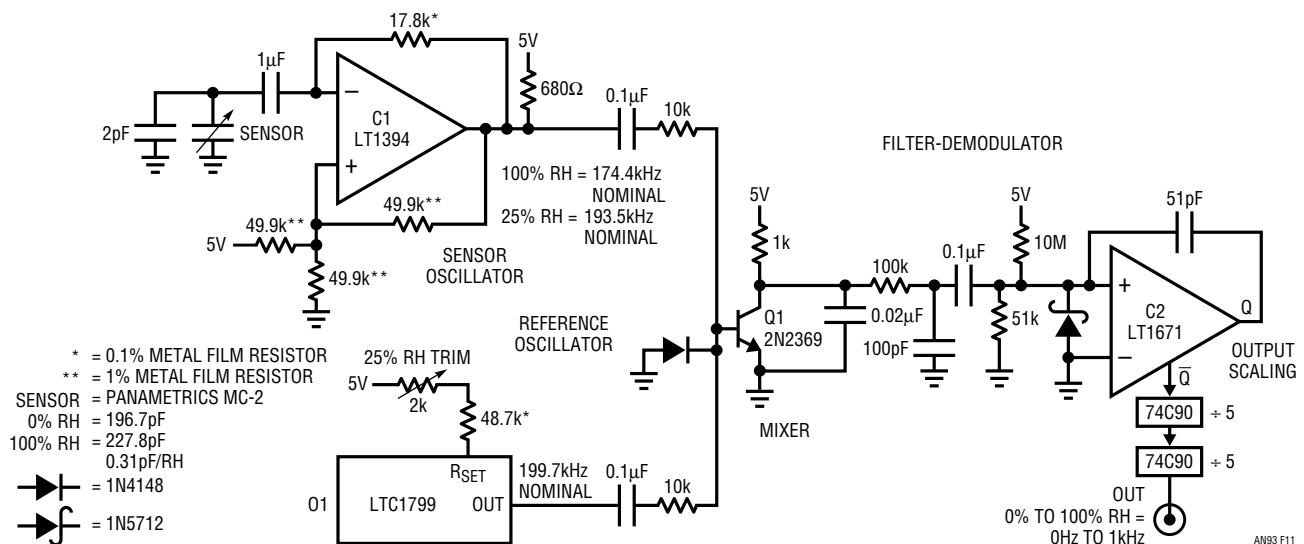 17.8k*
5V
1µF
680Ω
0.1µF
10k
–
C1
LT1394
+
2pF
SENSOR
100% RH = 174.4kHz
NOMINAL
25% RH = 193.5kHz
NOMINAL
49.9k**
49.9k**
5V
49.9k**
SENSOR
OSCILLATOR
FILTER-DEMODULATOR
5V
1k
5V
10M
51pF
100k
0.1µF
+
C2
LT1671
–
Q
Q̅
Q1
2N2369
0.02µF
100pF
51k
OUTPUT
SCALING
REFERENCE
OSCILLATOR
MIXER
74C90
÷ 5
74C90
÷ 5
OUT
0% TO 100% RH =
0Hz TO 1kHz
25% RH TRIM
5V
2k
48.7k*
RSET
O1
LTC1799
OUT
199.7kHz
NOMINAL
0.1µF
10k
* = 0.1% METAL FILM RESISTOR
** = 1% METAL FILM RESISTOR
SENSOR = PANAMETRICS MC-2
0% RH = 196.7pF
100% RH = 227.8pF
0.31pF/RH
= 1N4148
= 1N5712
AN93 F11